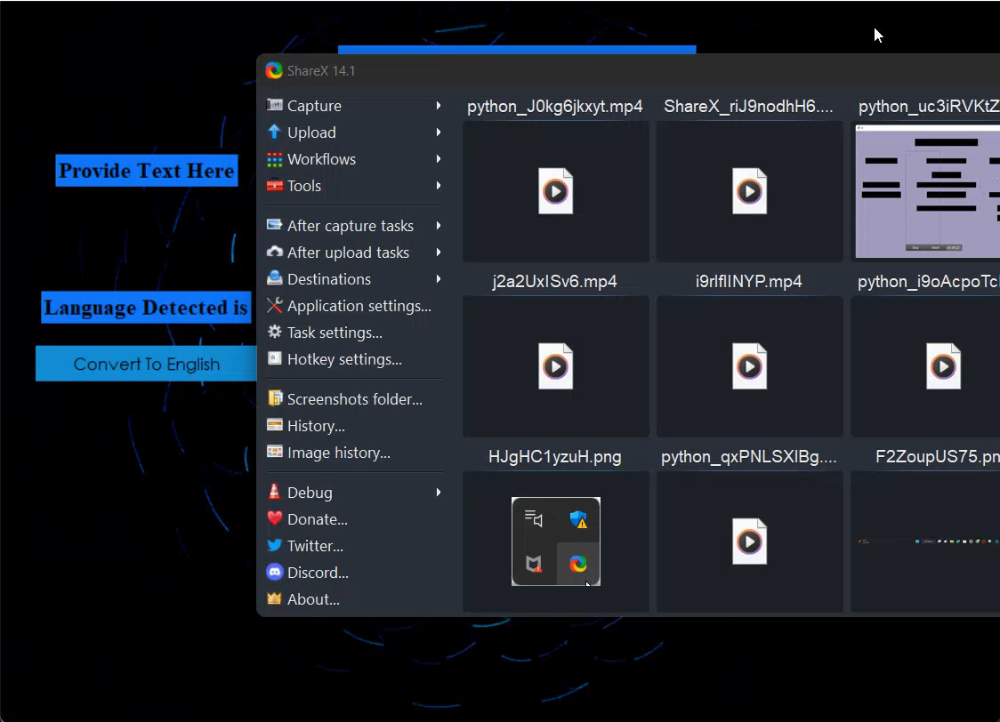 ShareX 14.1
Capture
Upload
Workflows
Tools
After capture tasks
After upload tasks
Destinations
Application settings...
Task settings...
Hotkey settings...
Screenshots folder...
History...
Image history...
Debug
Donate...
Twitter...
Discord...
About...
python_J0kg6jkxyt.mp4 ShareX_riJ9nodhH6.... python_uc3iRVKtZ
j2a2UxISv6.mp4 i9rlflINYP.mp4 python_i9oAcpoTc
HJgHC1yzuH.png python_qxPNLSXlBg.... F2ZoupUS75.pn
Provide Text Here
Language Detected is
Convert To English